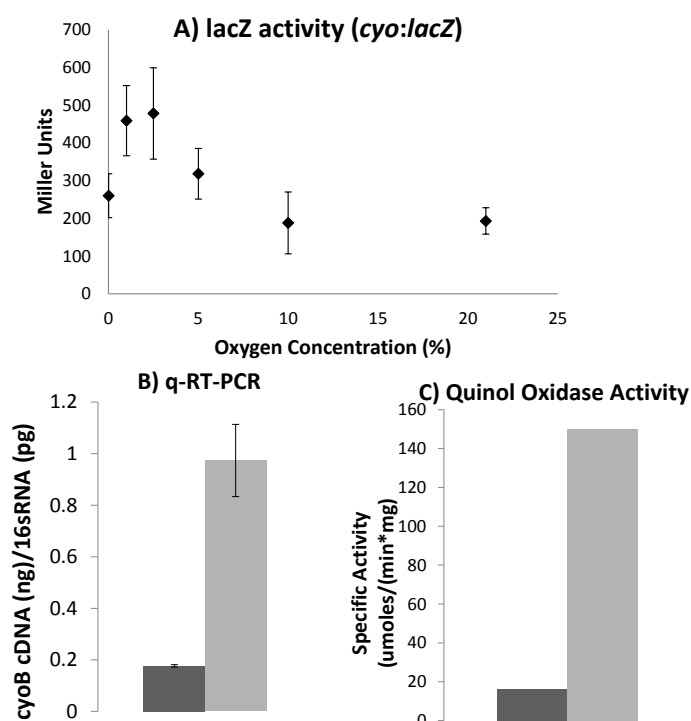 A) lacZ activity (cyo:lacZ)
700
600
500
400
300
200
100
0
Miller Units
0 5 10 15 20 25
Oxygen Concentration (%)
B) q-RT-PCR
1.2
1
0.8
0.6
0.4
0.2
0
cyoB cDNA (ng)/16sRNA (pg)
C) Quinol Oxidase Activity
160
140
120
100
80
60
40
20
0
Specific Activity
(umoles/(min*mg)